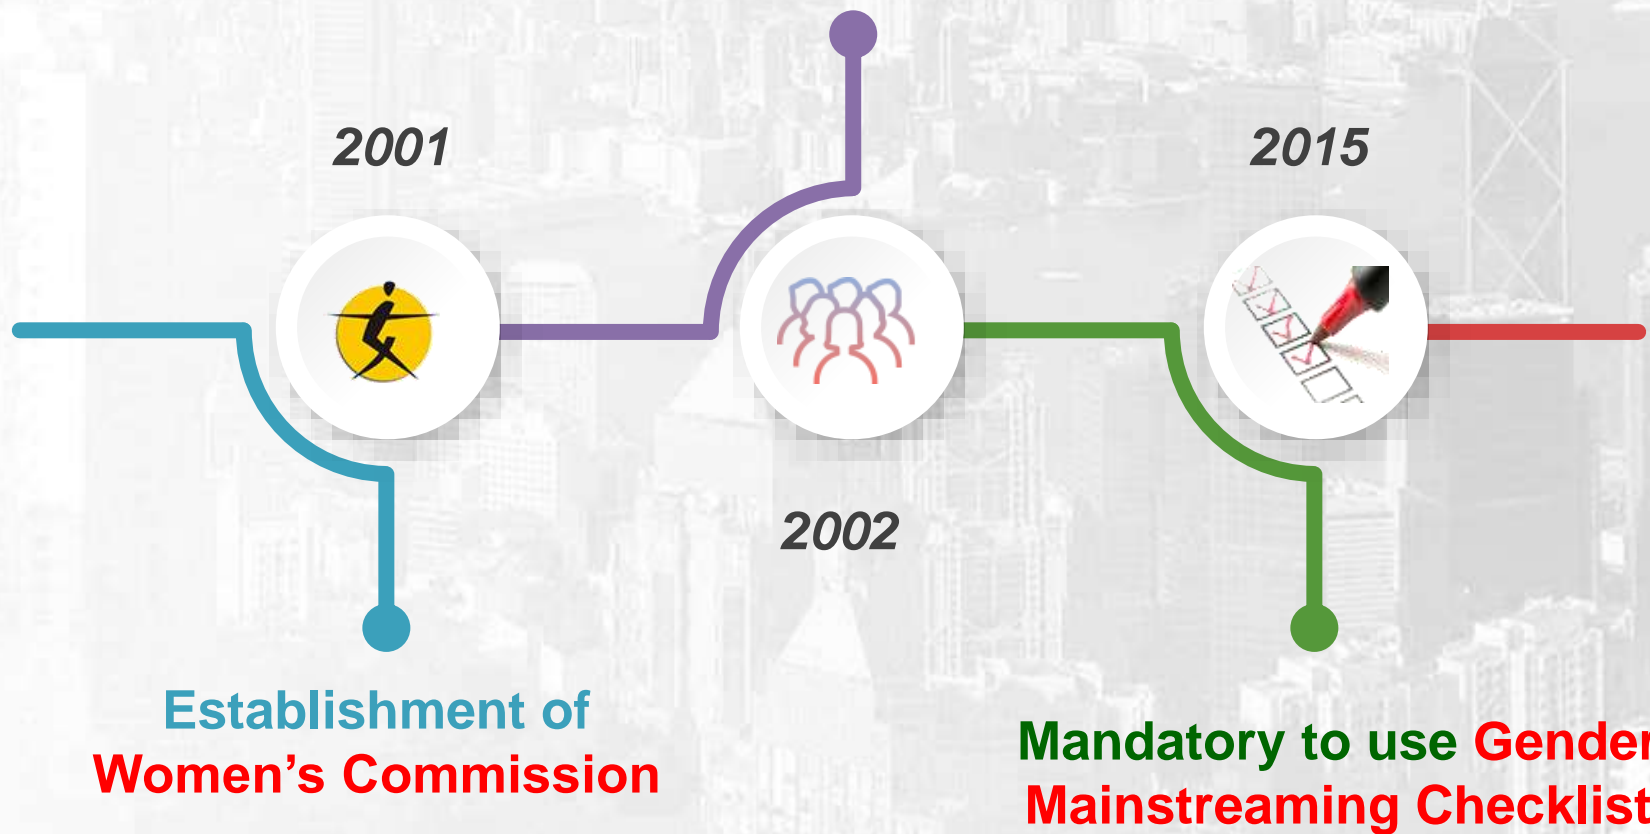 2001
2015
2002
Establishment of
Women's Commission
Mandatory to use Gender
Mainstreaming Checklist